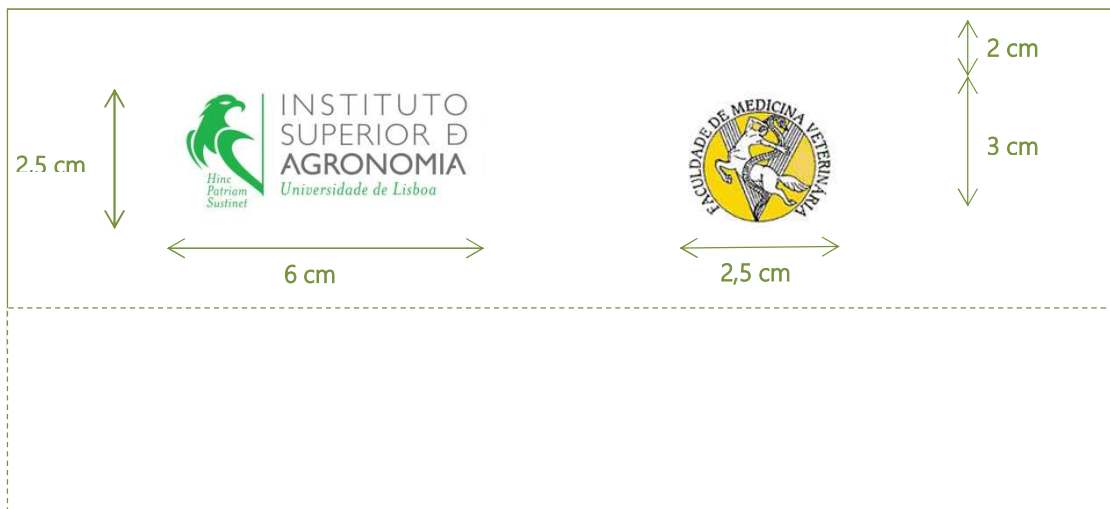 2 cm
INSTITUTO
SUPERIOR Ð
AGRONOMIA
Universidade de Lisboa
Hinc
Patriam
Sustinet
2.5 cm
FACULDADE DE MEDICINA VETERINÁRIA
3 cm
6 cm
2,5 cm